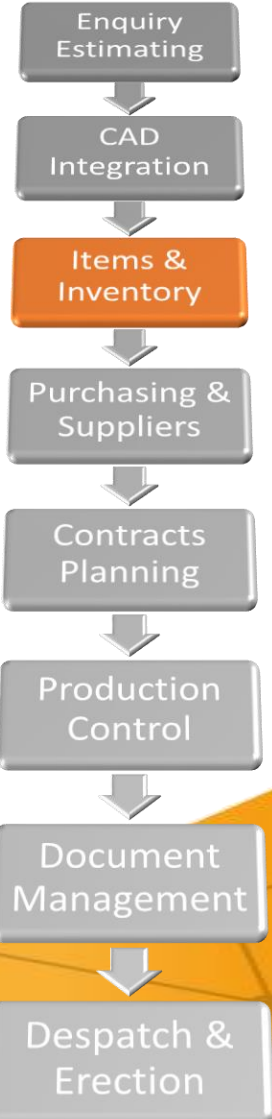 Enquiry
Estimating
CAD
Integration
Items &
Inventory
Purchasing &
Suppliers
Contracts
Planning
Production
Control
Document
Management
Despatch &
Erection